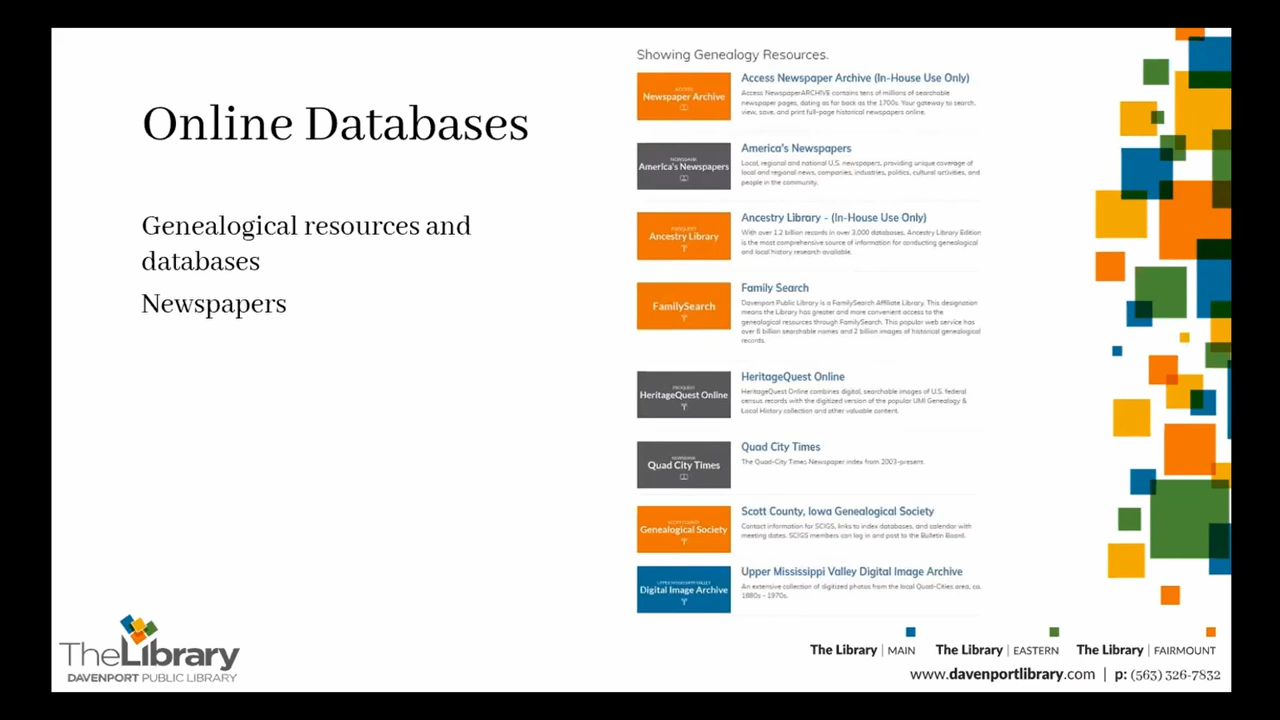 Online Databases
Genealogical resources and
databases
Newspapers
Showing Genealogy Resources.
ACCESS
Newspaper Archive
Access Newspaper Archive (In-House Use Only)
Access NewspaperARCHIVE contains tens of millions of searchable
newspaper pages, dating as far back as the 1700s. Your gateway to search,
view, save, and print full-page historical newspapers online.
NEWSBANK
America's Newspapers
America's Newspapers
Local, regional and national U.S. newspapers, providing unique coverage of
local and regional news, companies, industries, politics, cultural activities, and
people in the community.
PROQUEST
Ancestry Library
Ancestry Library - (In-House Use Only)
With over 1.2 billion records in over 3,000 databases, Ancestry Library Edition
is the most comprehensive source of information for conducting genealogical
and local history research available.
FamilySearch
Family Search
Davenport Public Library is a FamilySearch Affiliate Library. This designation
means the Library has greater and more convenient access to the
genealogical resources through FamilySearch. This popular web service has
over 6 billion searchable names and 2 billion images of historical genealogical
records.
PROQUEST
HeritageQuest Online
HeritageQuest Online
HeritageQuest Online combines digital, searchable images of U.S. federal
census records with the digitized version of the popular UMI Genealogy &
Local History collection and other valuable content.
NEWSBANK
Quad City Times
Quad City Times
The Quad-City Times Newspaper index from 2003-present.
SCOTT COUNTY
Genealogical Society
Scott County, Iowa Genealogical Society
Contact information for SCIGS, links to index databases, and calendar with
meeting dates. SCIGS members can log in and post to the Bulletin Board.
UPPER MISSISSIPPI VALLEY
Digital Image Archive
Upper Mississippi Valley Digital Image Archive
An extensive collection of digitized photos from the local Quad-Cities area, ca.
1880s - 1970s.
TheLibrary
DAVENPORT PUBLIC LIBRARY
The Library | MAIN
The Library | EASTERN
The Library | FAIRMOUNT
www.davenportlibrary.com | p: (563) 326-7832